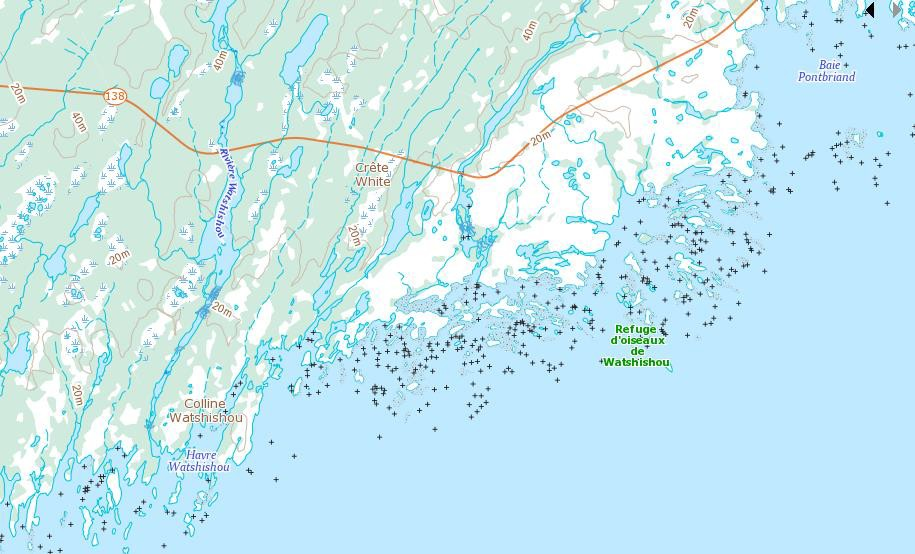 20m
40m
40m
20m
Baie
Pontbriand
20m
138
40m
20m
Crête
White
Rivière Watshishou
20m
20m
20m
Refuge
d'oiseaux
de
Watshishou
20m
Colline
Watshishou
20m
Havre
Watshishou